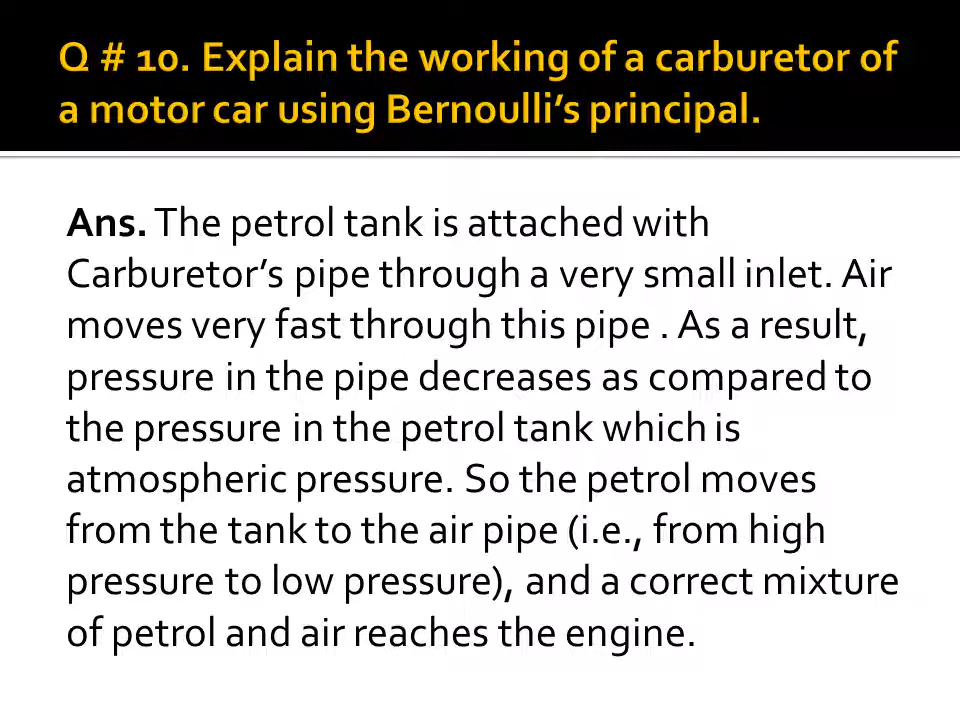 Q # 10. Explain the working of a carburetor of
a motor car using Bernoulli’s principal.
Ans. The petrol tank is attached with
Carburetor’s pipe through a very small inlet. Air
moves very fast through this pipe . As a result,
pressure in the pipe decreases as compared to
the pressure in the petrol tank which is
atmospheric pressure. So the petrol moves
from the tank to the air pipe (i.e., from high
pressure to low pressure), and a correct mixture
of petrol and air reaches the engine.